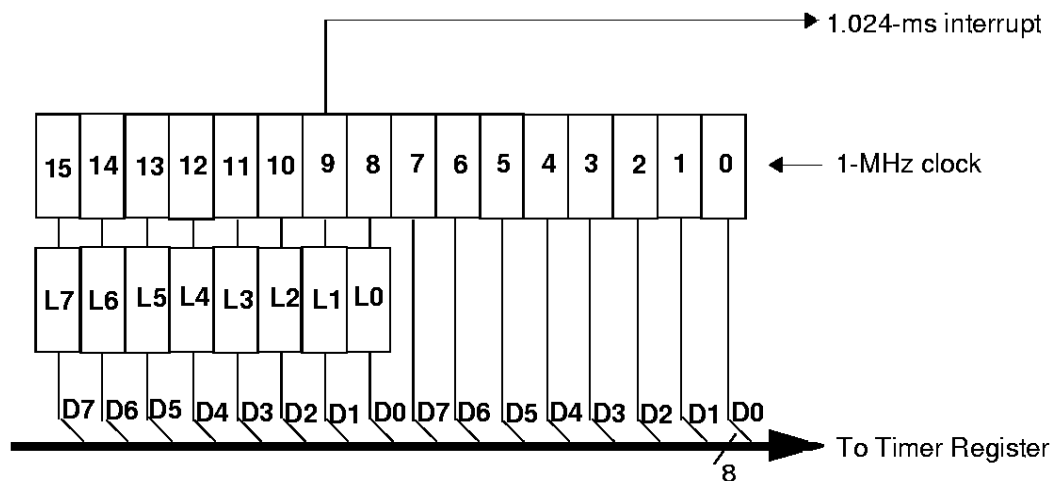 1.024-ms interrupt
15 14 13 12 11 10 9 8 7 6 5 4 3 2 1 0
1-MHz clock
L7 L6 L5 L4 L3 L2 L1 L0
D7 D6 D5 D4 D3 D2 D1 D0 D7 D6 D5 D4 D3 D2 D1 D0
To Timer Register
8